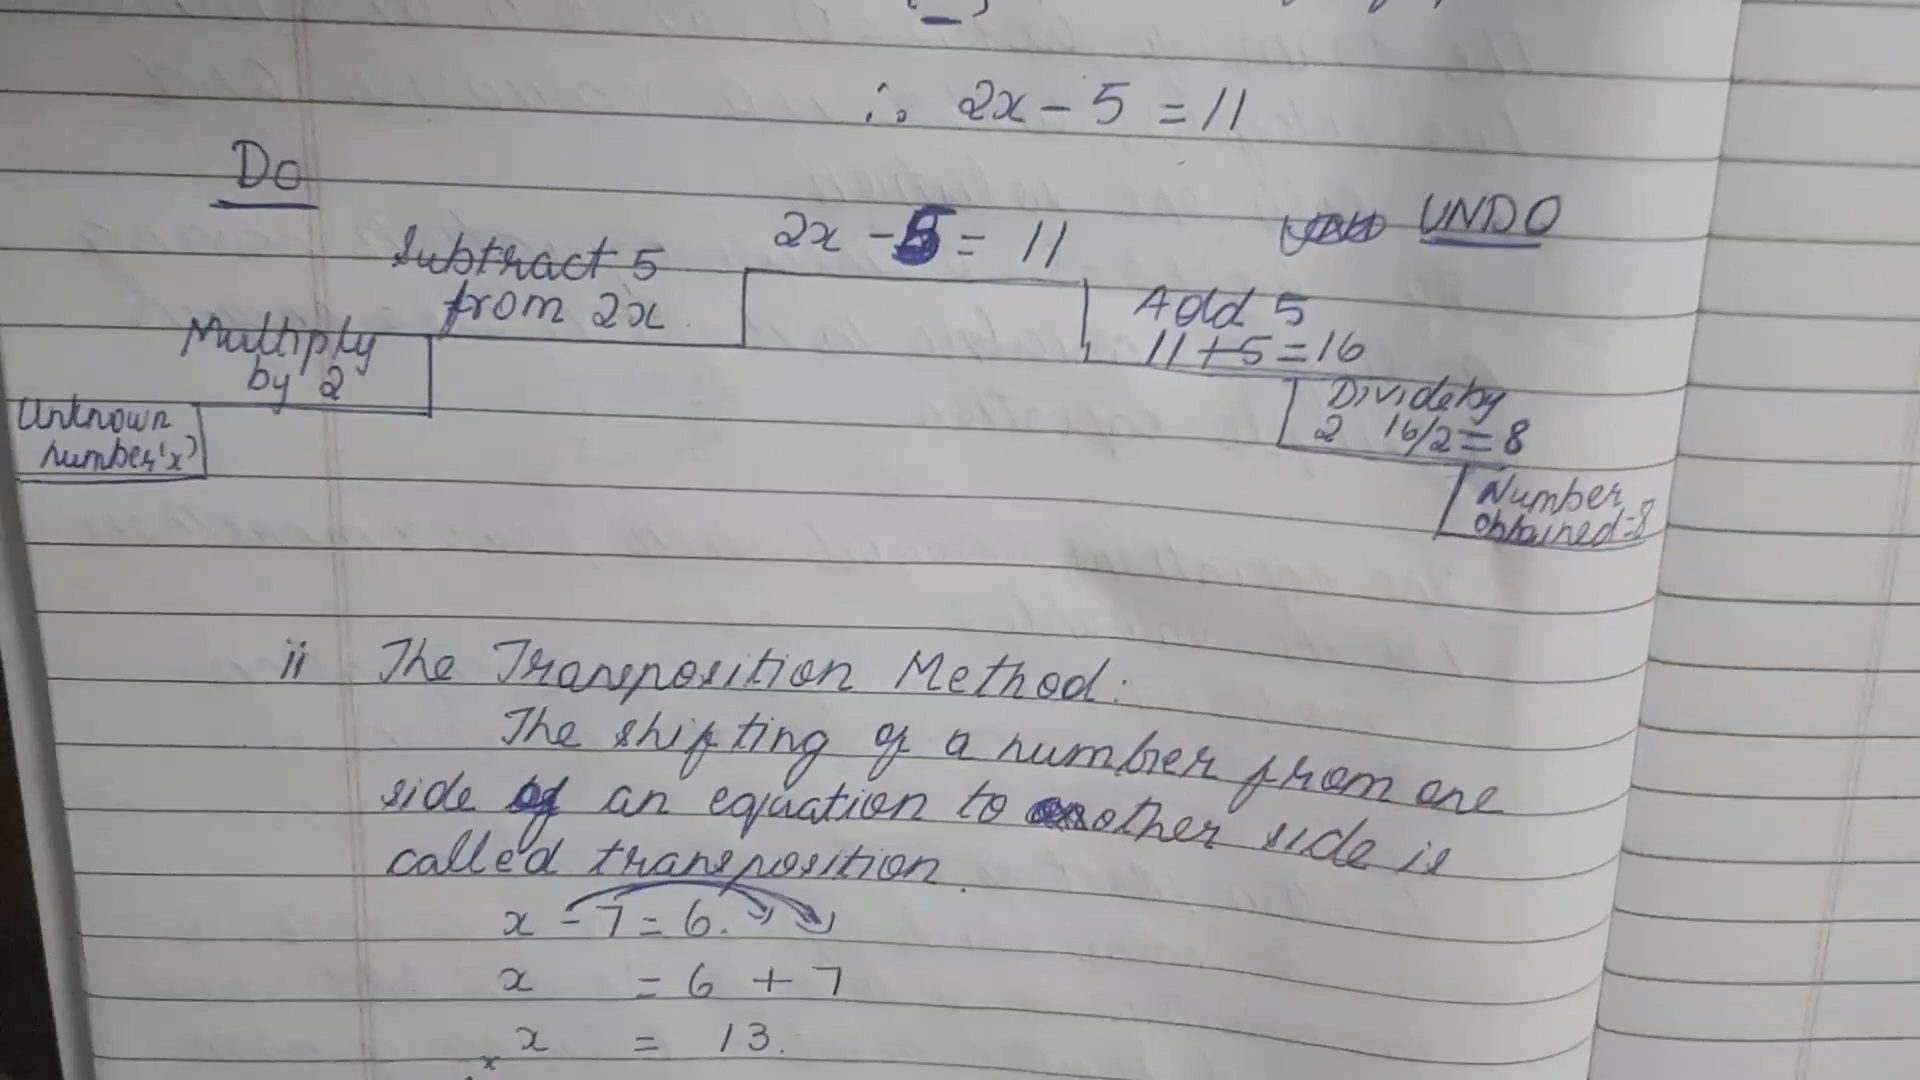 ∴ 2x - 5 = 11
Do
UNDO
2x - 5 = 11
Subtract 5
from 2x
Multiply
by 2
Unknown
number 'x'
Add 5
11 + 5 = 16
Divide by
2 16/2 = 8
Number
obtained = 8
ii The Transposition Method:
The shifting of a number from one
side of an equation to other side is
called transposition.
x - 7 = 6.
x = 6 + 7
x = 13.